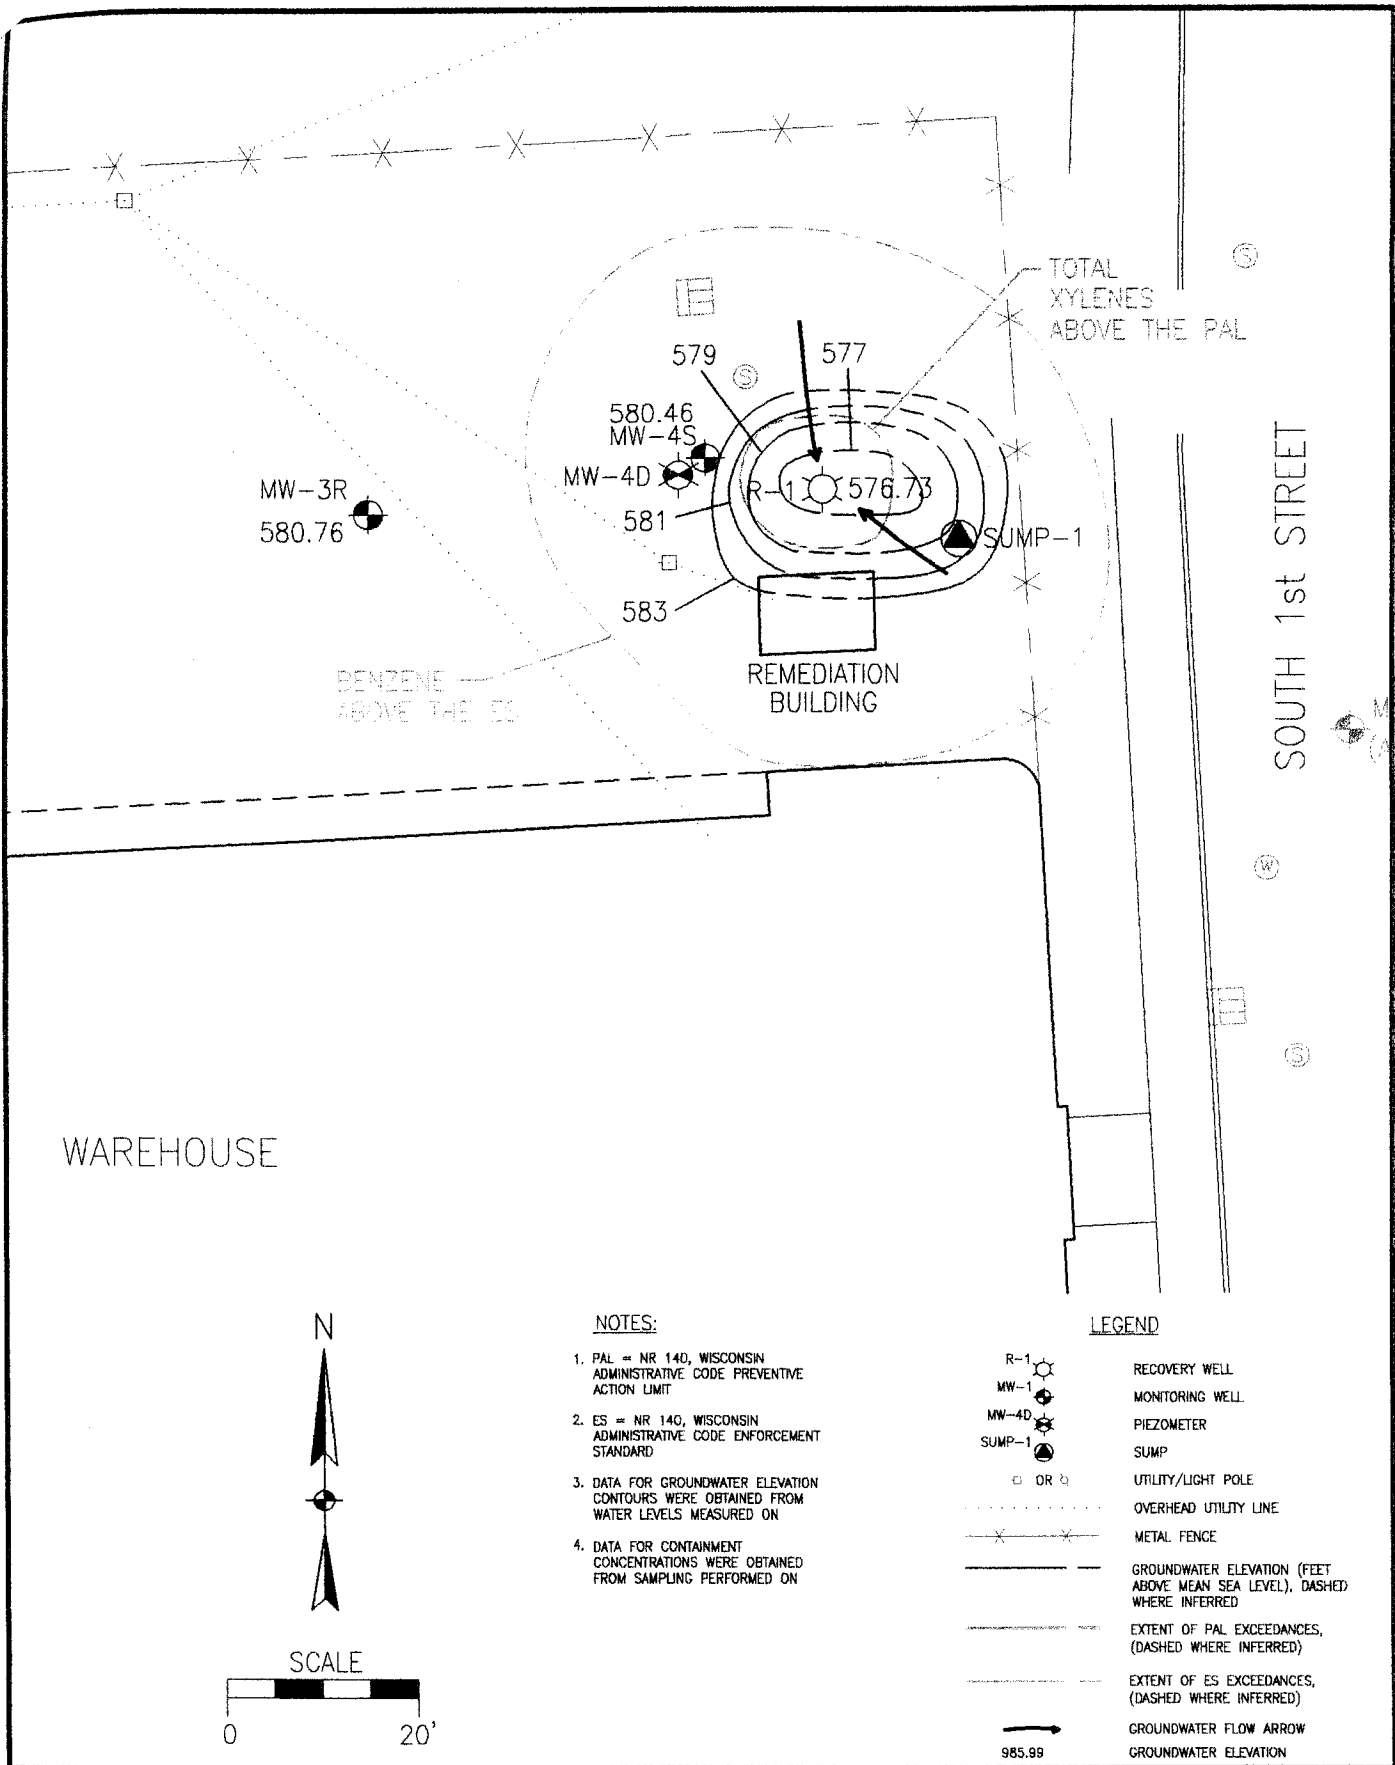 TOTAL
XYLENES
ABOVE THE PAL
S
579
577
S
580.46
MW-4S
MW-4D
MW-3R
580.76
R-1
576.73
581
SUMP-1
583
SOUTH 1st STREET
BENZENE
ABOVE THE ES
REMEDIATION
BUILDING
W
S
WAREHOUSE
N
SCALE
0 20'
NOTES:
1. PAL = NR 140, WISCONSIN
ADMINISTRATIVE CODE PREVENTIVE
ACTION LIMIT
2. ES = NR 140, WISCONSIN
ADMINISTRATIVE CODE ENFORCEMENT
STANDARD
3. DATA FOR GROUNDWATER ELEVATION
CONTOURS WERE OBTAINED FROM
WATER LEVELS MEASURED ON
4. DATA FOR CONTAINMENT
CONCENTRATIONS WERE OBTAINED
FROM SAMPLING PERFORMED ON
LEGEND
R-1 RECOVERY WELL
MW-1 MONITORING WELL
MW-4D PIEZOMETER
SUMP-1 SUMP
OR UTILITY/LIGHT POLE
OVERHEAD UTILITY LINE
METAL FENCE
GROUNDWATER ELEVATION (FEET
ABOVE MEAN SEA LEVEL), DASHED
WHERE INFERRED
EXTENT OF PAL EXCEEDANCES,
(DASHED WHERE INFERRED)
EXTENT OF ES EXCEEDANCES,
(DASHED WHERE INFERRED)
GROUNDWATER FLOW ARROW
985.99 GROUNDWATER ELEVATION